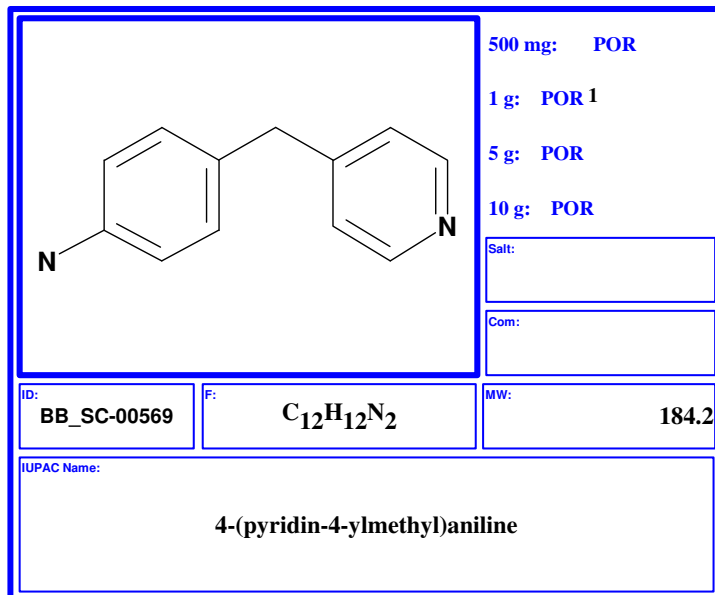 N
N
500 mg: POR
1 g: POR 1
5 g: POR
10 g: POR
Salt:
Com:
ID:
BB_SC-00569
F:
C12H12N2
MW:
184.2
IUPAC Name:
4-(pyridin-4-ylmethyl)aniline